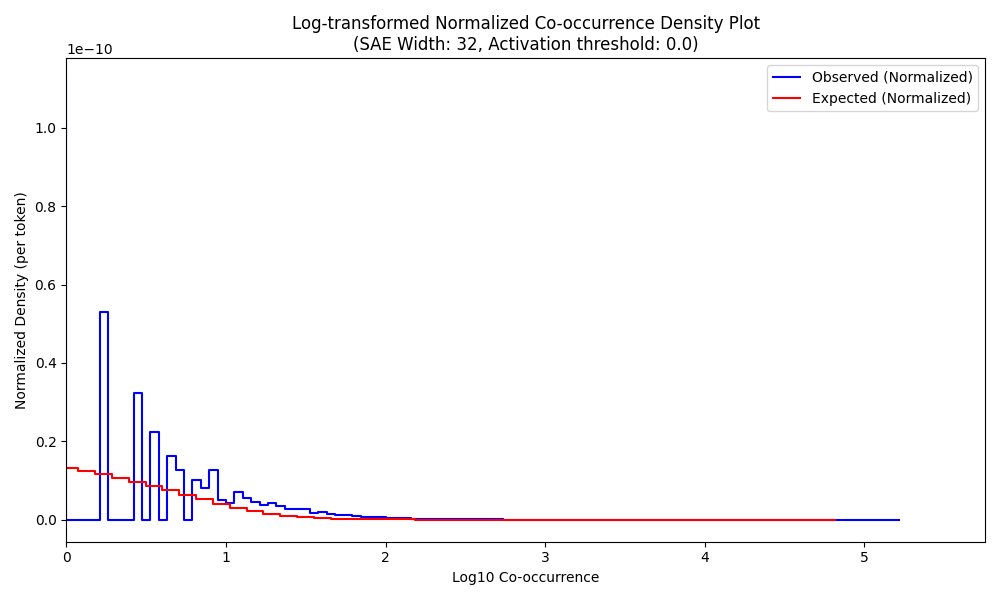 Log-transformed Normalized Co-occurrence Density Plot
(SAE Width: 32, Activation threshold: 0.0)
1e−10
Observed (Normalized)
Expected (Normalized)
Normalized Density (per token)
1.0
0.8
0.6
0.4
0.2
0.0
0 1 2 3 4 5
Log10 Co-occurrence